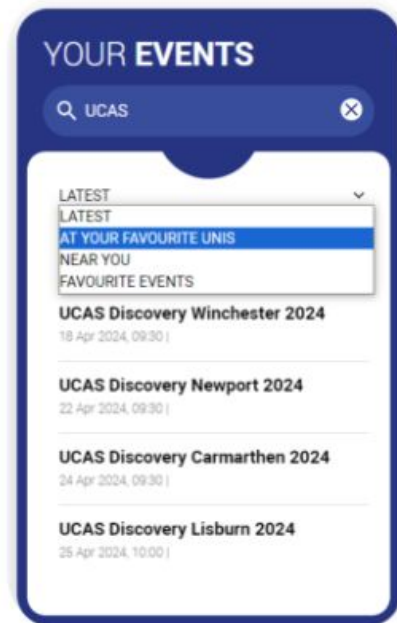 YOUR EVENTS
UCAS
LATEST
LATEST
AT YOUR FAVOURITE UNIS
NEAR YOU
FAVOURITE EVENTS
UCAS Discovery Winchester 2024
18 Apr 2024, 09:30 |
UCAS Discovery Newport 2024
22 Apr 2024, 09:30 |
UCAS Discovery Carmarthen 2024
24 Apr 2024, 09:30 |
UCAS Discovery Lisburn 2024
25 Apr 2024, 10:00 |